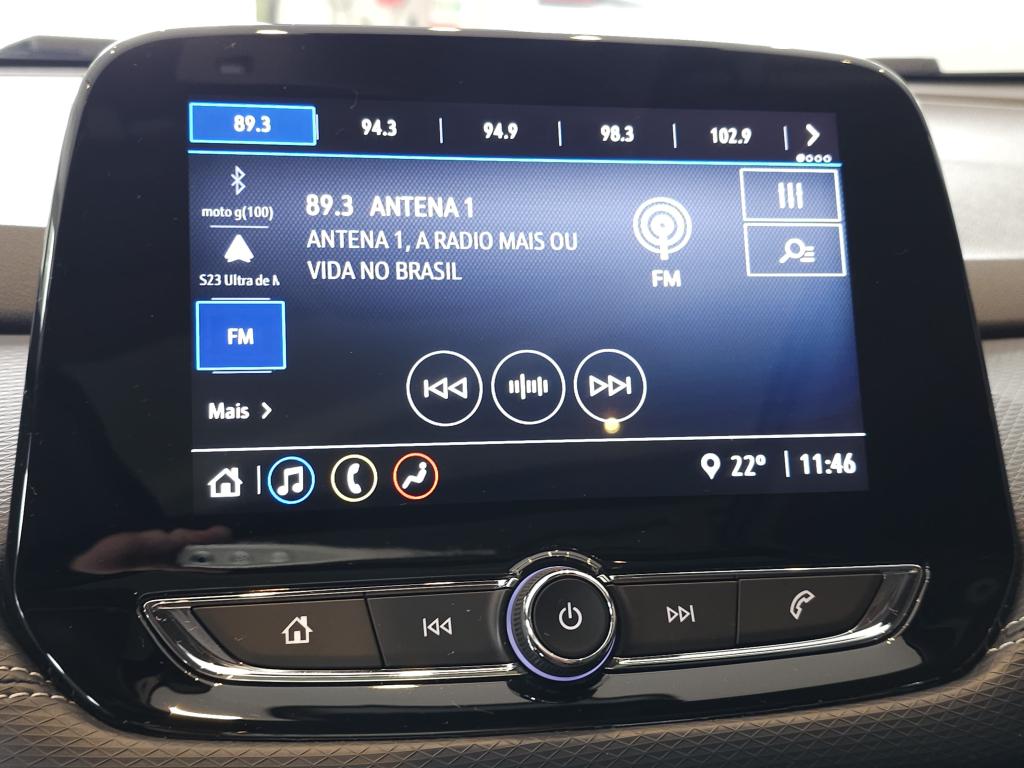 89.3 94.3 94.9 98.3 102.9
moto g(100)
S23 Ultra de
FM
Mais
89.3 ANTENA 1
ANTENA 1, A RADIO MAIS OU
VIDA NO BRASIL
FM
22° 11:46